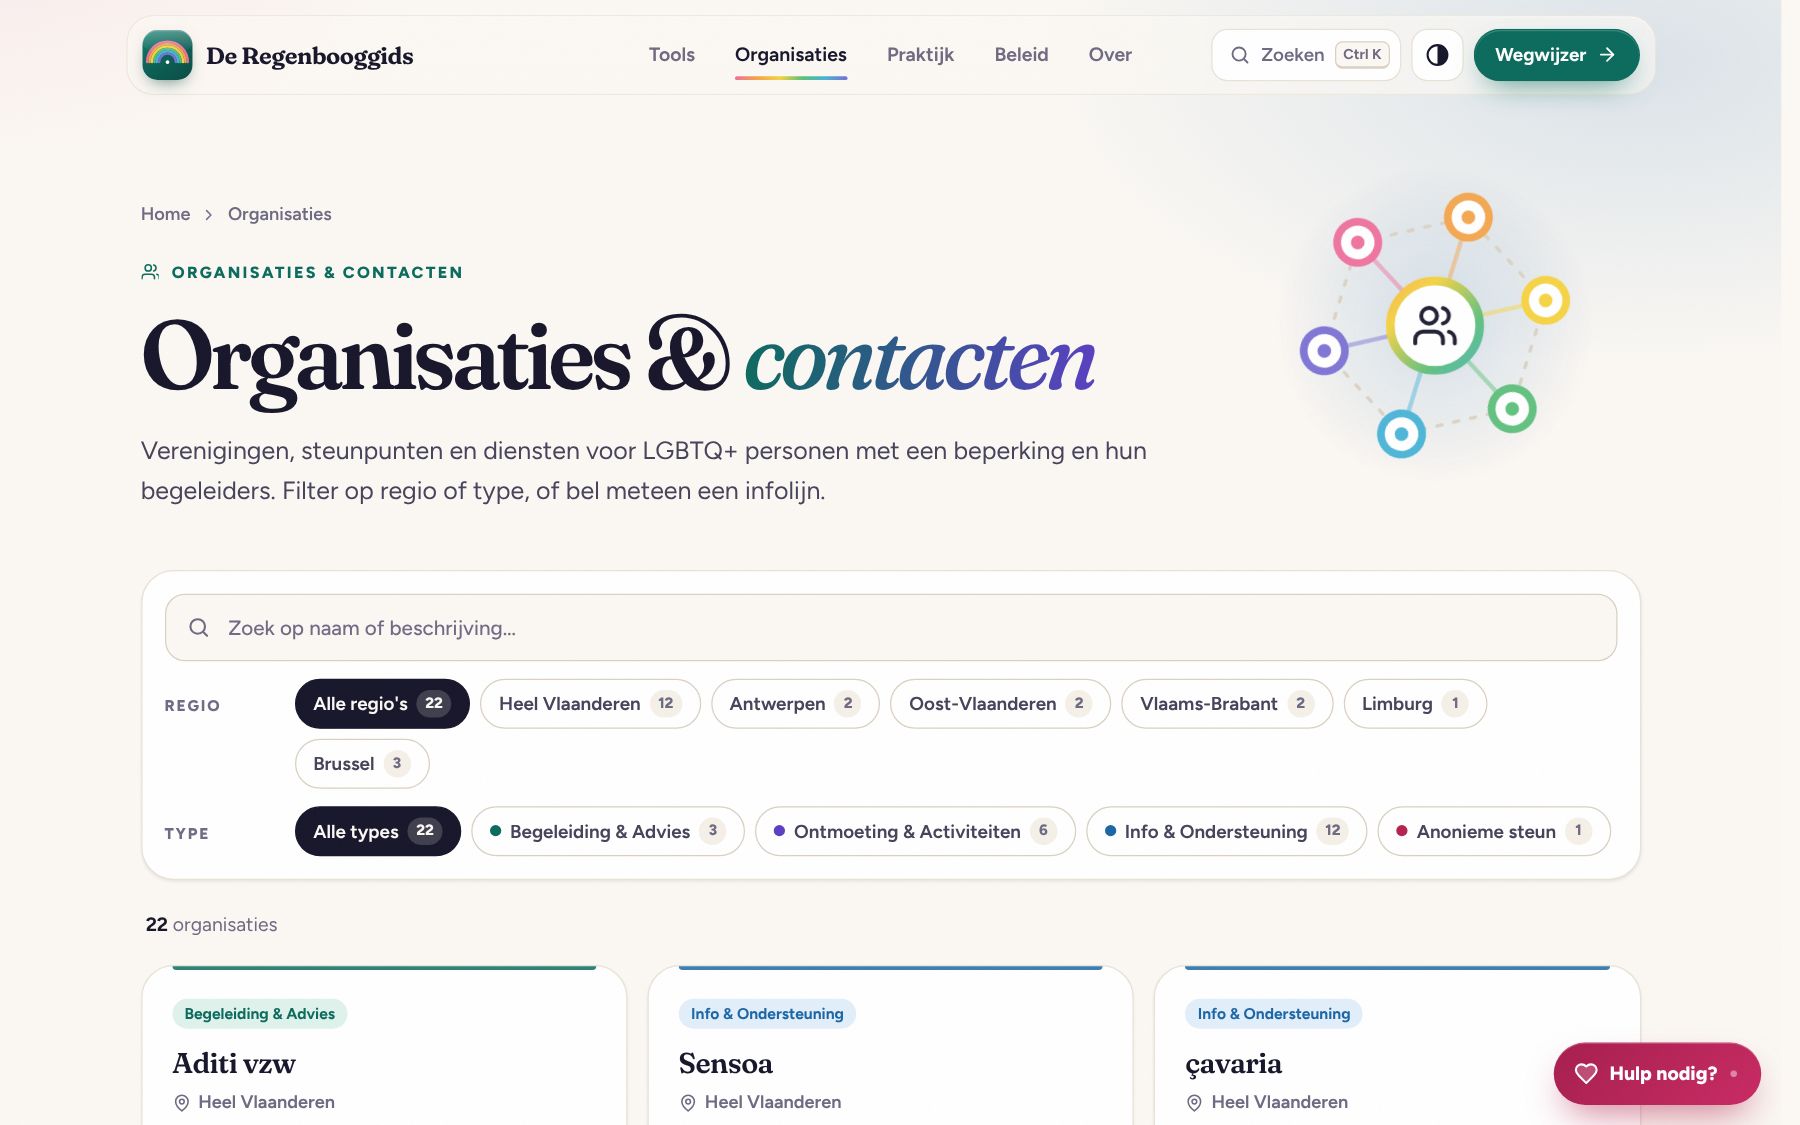 De Regenbooggids
Tools
Organisaties
Praktijk
Beleid
Over
Zoeken Ctrl K
Wegwijzer
Home > Organisaties
ORGANISATIES & CONTACTEN
Organisaties & contacten
Verenigingen, steunpunten en diensten voor LGBTQ+ personen met een beperking en hun
begeleiders. Filter op regio of type, of bel meteen een infolijn.
Zoek op naam of beschrijving...
REGIO
Alle regio's 22
Heel Vlaanderen 12
Antwerpen 2
Oost-Vlaanderen 2
Vlaams-Brabant 2
Limburg 1
Brussel 3
TYPE
Alle types 22
Begeleiding & Advies 3
Ontmoeting & Activiteiten 6
Info & Ondersteuning 12
Anonieme steun 1
22 organisaties
Begeleiding & Advies
Aditi vzw
Heel Vlaanderen
Info & Ondersteuning
Sensoa
Heel Vlaanderen
Info & Ondersteuning
çavaria
Heel Vlaanderen
Hulp nodig?